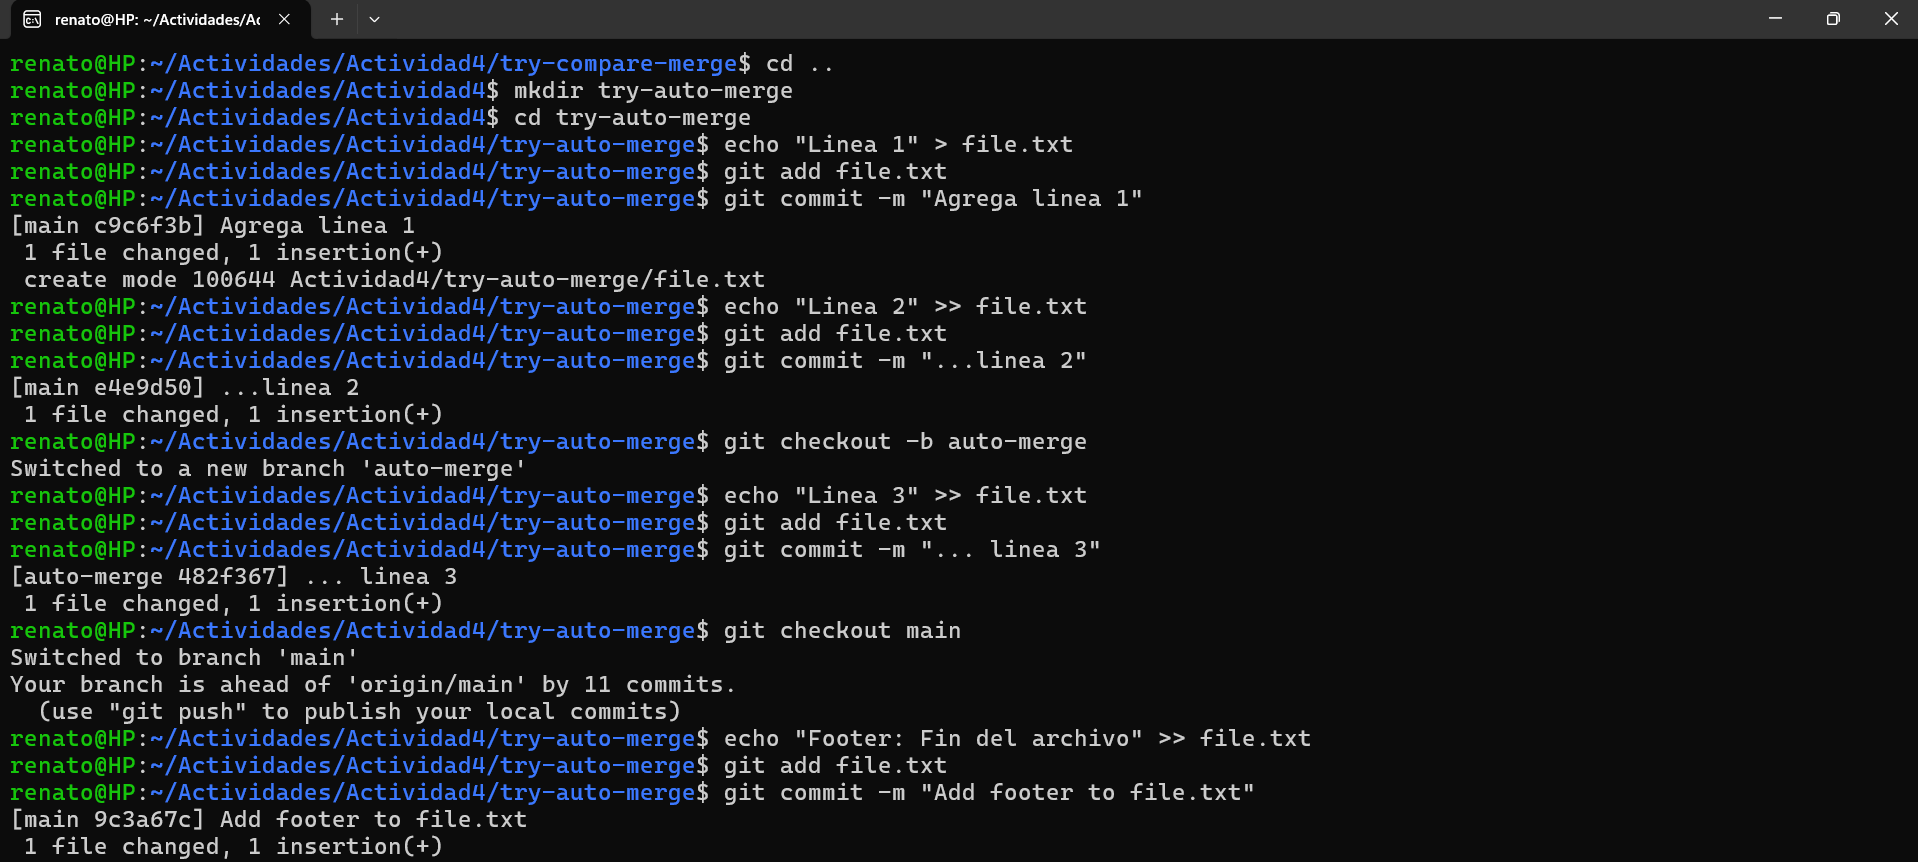 renato@HP: ~/Actividades/Ac
renato@HP:~/Actividades/Actividad4/try-compare-merge$ cd ..
renato@HP:~/Actividades/Actividad4$ mkdir try-auto-merge
renato@HP:~/Actividades/Actividad4$ cd try-auto-merge
renato@HP:~/Actividades/Actividad4/try-auto-merge$ echo "Linea 1" > file.txt
renato@HP:~/Actividades/Actividad4/try-auto-merge$ git add file.txt
renato@HP:~/Actividades/Actividad4/try-auto-merge$ git commit -m "Agrega linea 1"
[main c9c6f3b] Agrega linea 1
 1 file changed, 1 insertion(+)
 create mode 100644 Actividad4/try-auto-merge/file.txt
renato@HP:~/Actividades/Actividad4/try-auto-merge$ echo "Linea 2" >> file.txt
renato@HP:~/Actividades/Actividad4/try-auto-merge$ git add file.txt
renato@HP:~/Actividades/Actividad4/try-auto-merge$ git commit -m "...linea 2"
[main e4e9d50] ...linea 2
 1 file changed, 1 insertion(+)
renato@HP:~/Actividades/Actividad4/try-auto-merge$ git checkout -b auto-merge
Switched to a new branch 'auto-merge'
renato@HP:~/Actividades/Actividad4/try-auto-merge$ echo "Linea 3" >> file.txt
renato@HP:~/Actividades/Actividad4/try-auto-merge$ git add file.txt
renato@HP:~/Actividades/Actividad4/try-auto-merge$ git commit -m "... linea 3"
[auto-merge 482f367] ... linea 3
 1 file changed, 1 insertion(+)
renato@HP:~/Actividades/Actividad4/try-auto-merge$ git checkout main
Switched to branch 'main'
Your branch is ahead of 'origin/main' by 11 commits.
  (use "git push" to publish your local commits)
renato@HP:~/Actividades/Actividad4/try-auto-merge$ echo "Footer: Fin del archivo" >> file.txt
renato@HP:~/Actividades/Actividad4/try-auto-merge$ git add file.txt
renato@HP:~/Actividades/Actividad4/try-auto-merge$ git commit -m "Add footer to file.txt"
[main 9c3a67c] Add footer to file.txt
 1 file changed, 1 insertion(+)